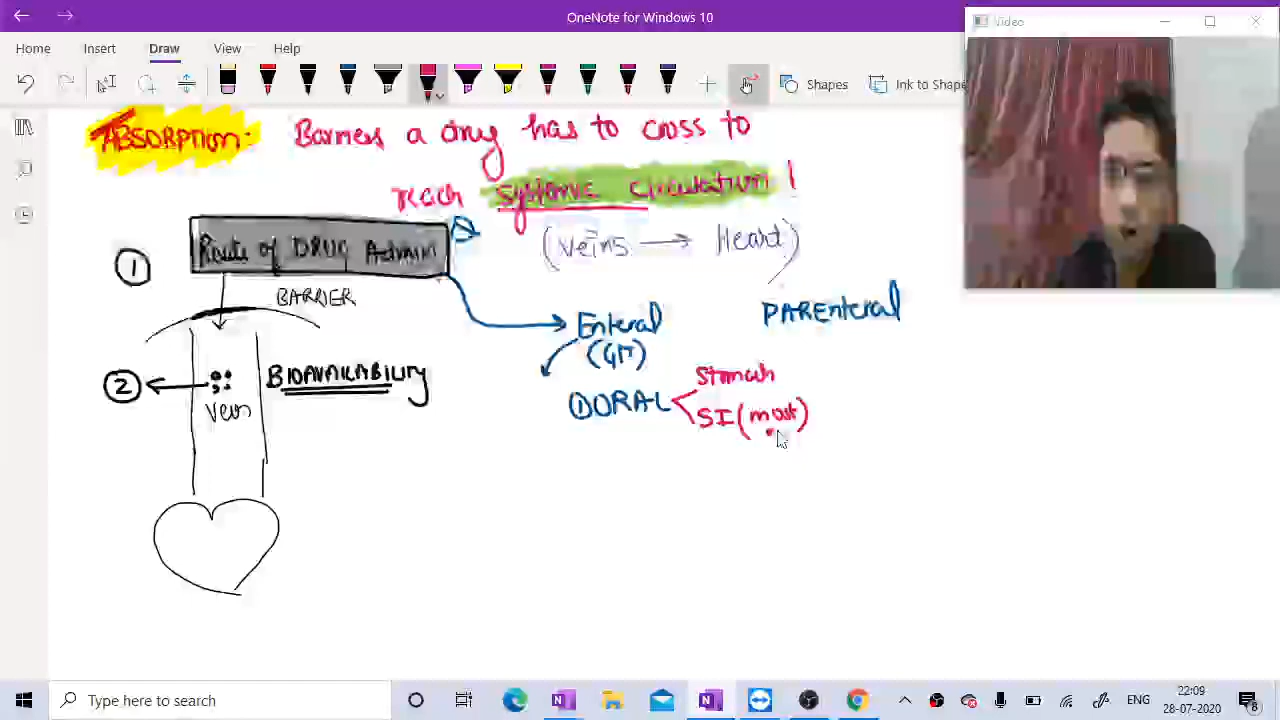 OneNote for Windows 10
Video
Home Insert Draw View Help
Shapes
Ink to Shape
ABSORPTION: Barriers a drug has to cross to
reach systemic circulation!
(Veins → Heart)
① Route of DRUG Admin
BARRIER
Enteral
(GIT)
PAREnteral
② ←
Vein
BIOAVAILABILITY
① ORAL
Stomach
SI (most)
Type here to search
ENG
22:09
28-07-2020
8